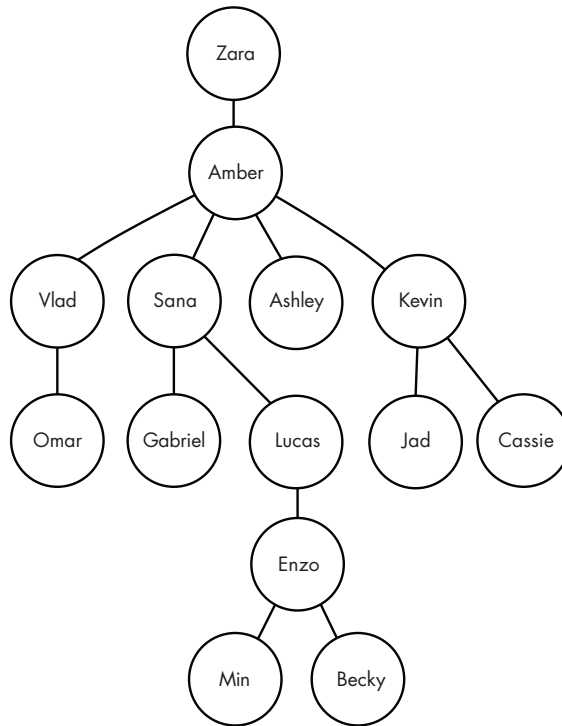 Zara
Amber
Vlad
Sana
Ashley
Kevin
Omar
Gabriel
Lucas
Jad
Cassie
Enzo
Min
Becky